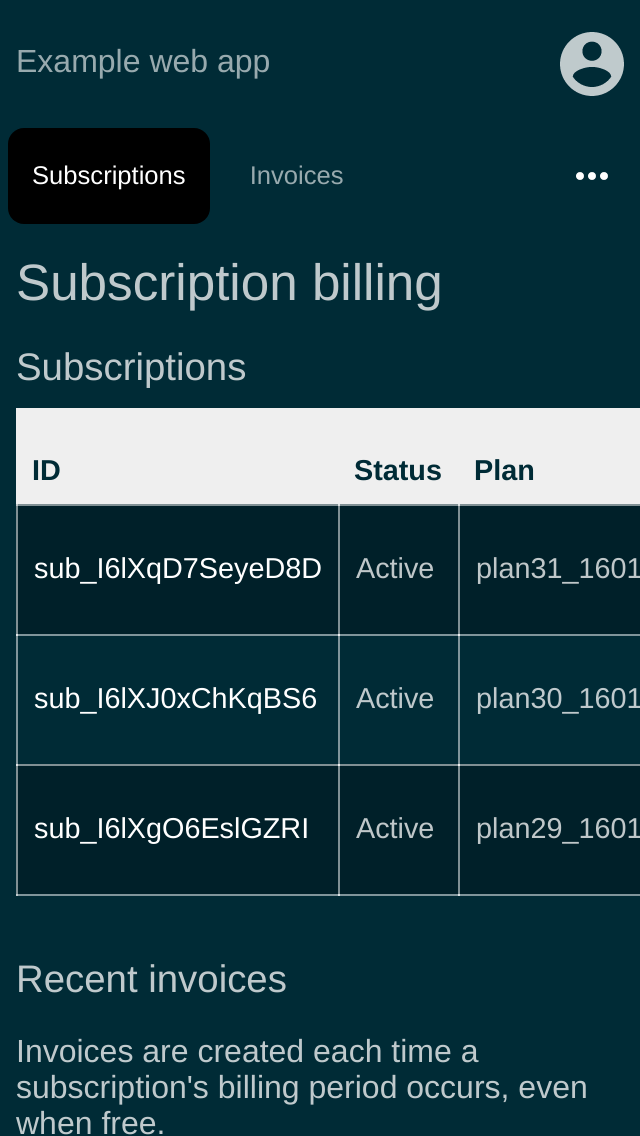 Example web app
Subscriptions Invoices
Subscription billing
Subscriptions
ID Status Plan
sub_I6lXqD7SeyeD8D Active plan31_1601
sub_I6lXJ0xChKqBS6 Active plan30_1601
sub_I6lXgO6EslGZRI Active plan29_1601
Recent invoices
Invoices are created each time a
subscription's billing period occurs, even
when free.